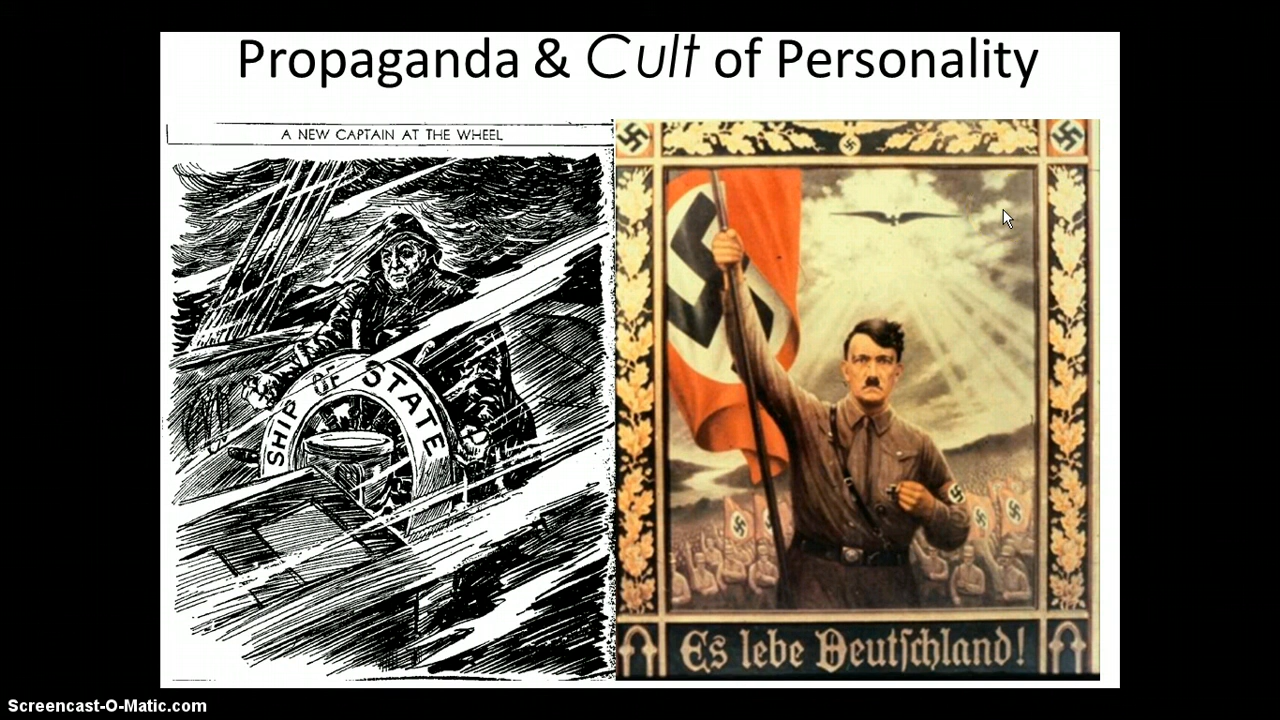 Propaganda & Cult of Personality
A NEW CAPTAIN AT THE WHEEL
SHIP OF STATE
Es lebe Deutſchland!
Screencast-O-Matic.com